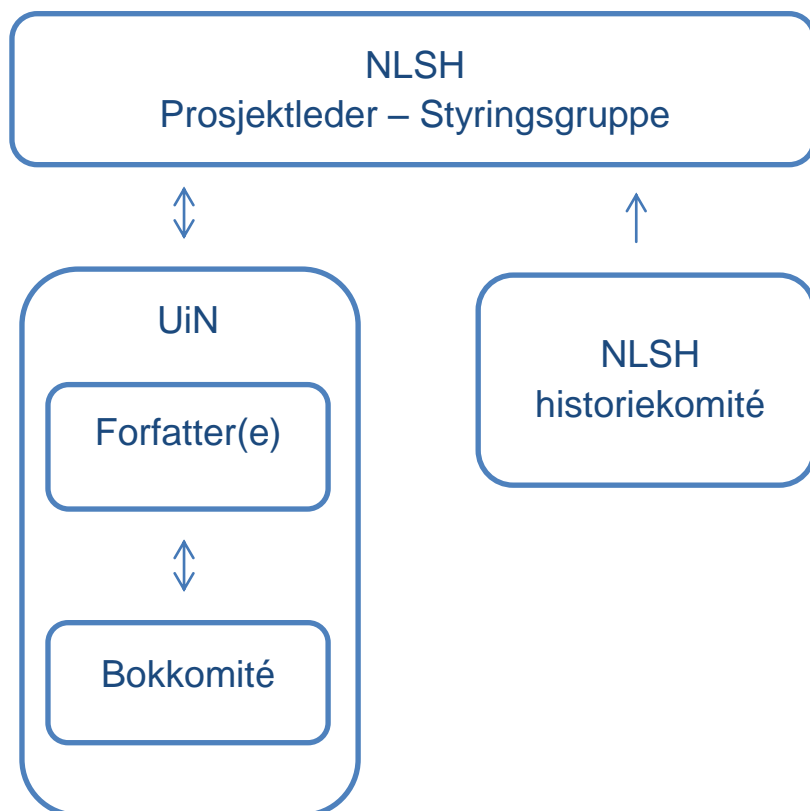 NLSH
Prosjektleder – Styringsgruppe
UiN
Forfatter(e)
Bokkomité
NLSH
historiekomité